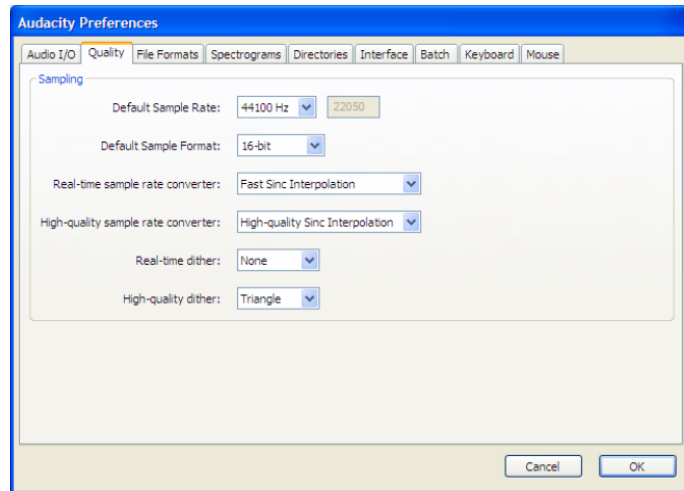 Audacity Preferences
Audio I/O Quality File Formats Spectrograms Directories Interface Batch Keyboard Mouse
Sampling
Default Sample Rate: 44100 Hz 22050
Default Sample Format: 16-bit
Real-time sample rate converter: Fast Sinc Interpolation
High-quality sample rate converter: High-quality Sinc Interpolation
Real-time dither: None
High-quality dither: Triangle
Cancel OK